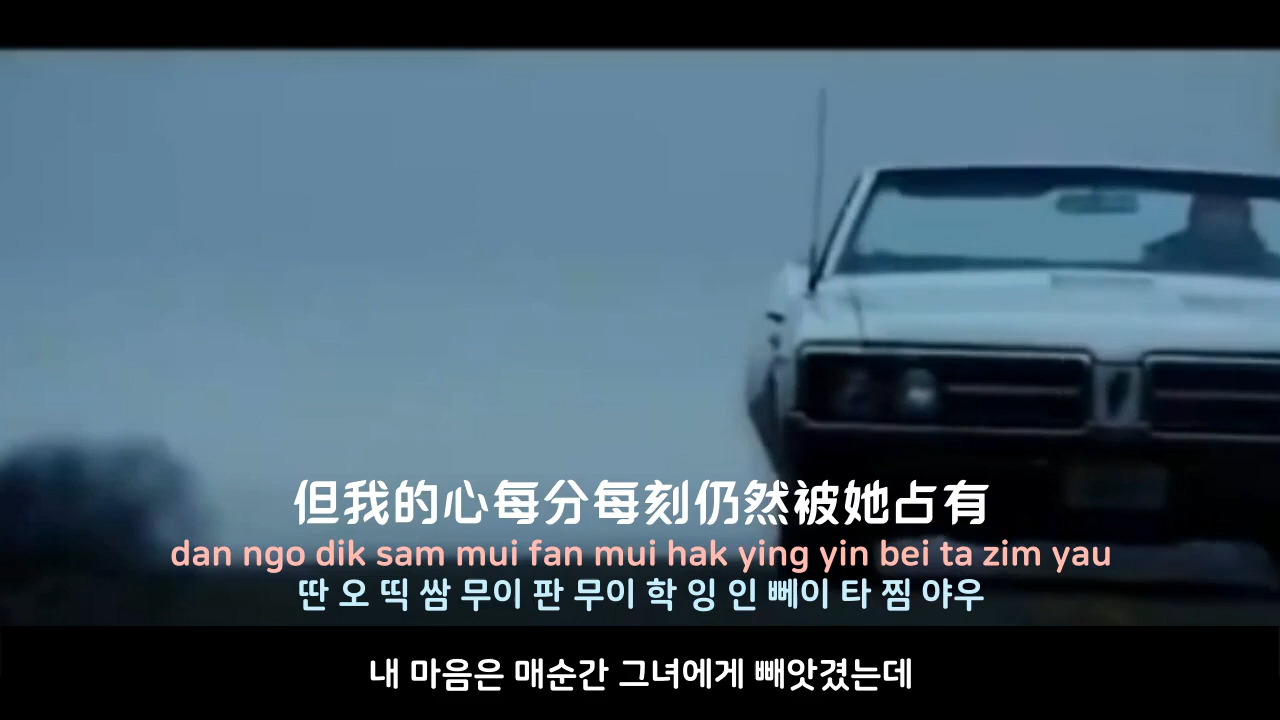 但我的心每分每刻仍然被她占有
dan ngo dik sam mui fan mui hak ying yin bei ta zim yau
딴 오 띡 쌈 무이 판 무이 학 잉 인 뻬이 타 찜 야우
내 마음은 매순간 그녀에게 빼앗겼는데